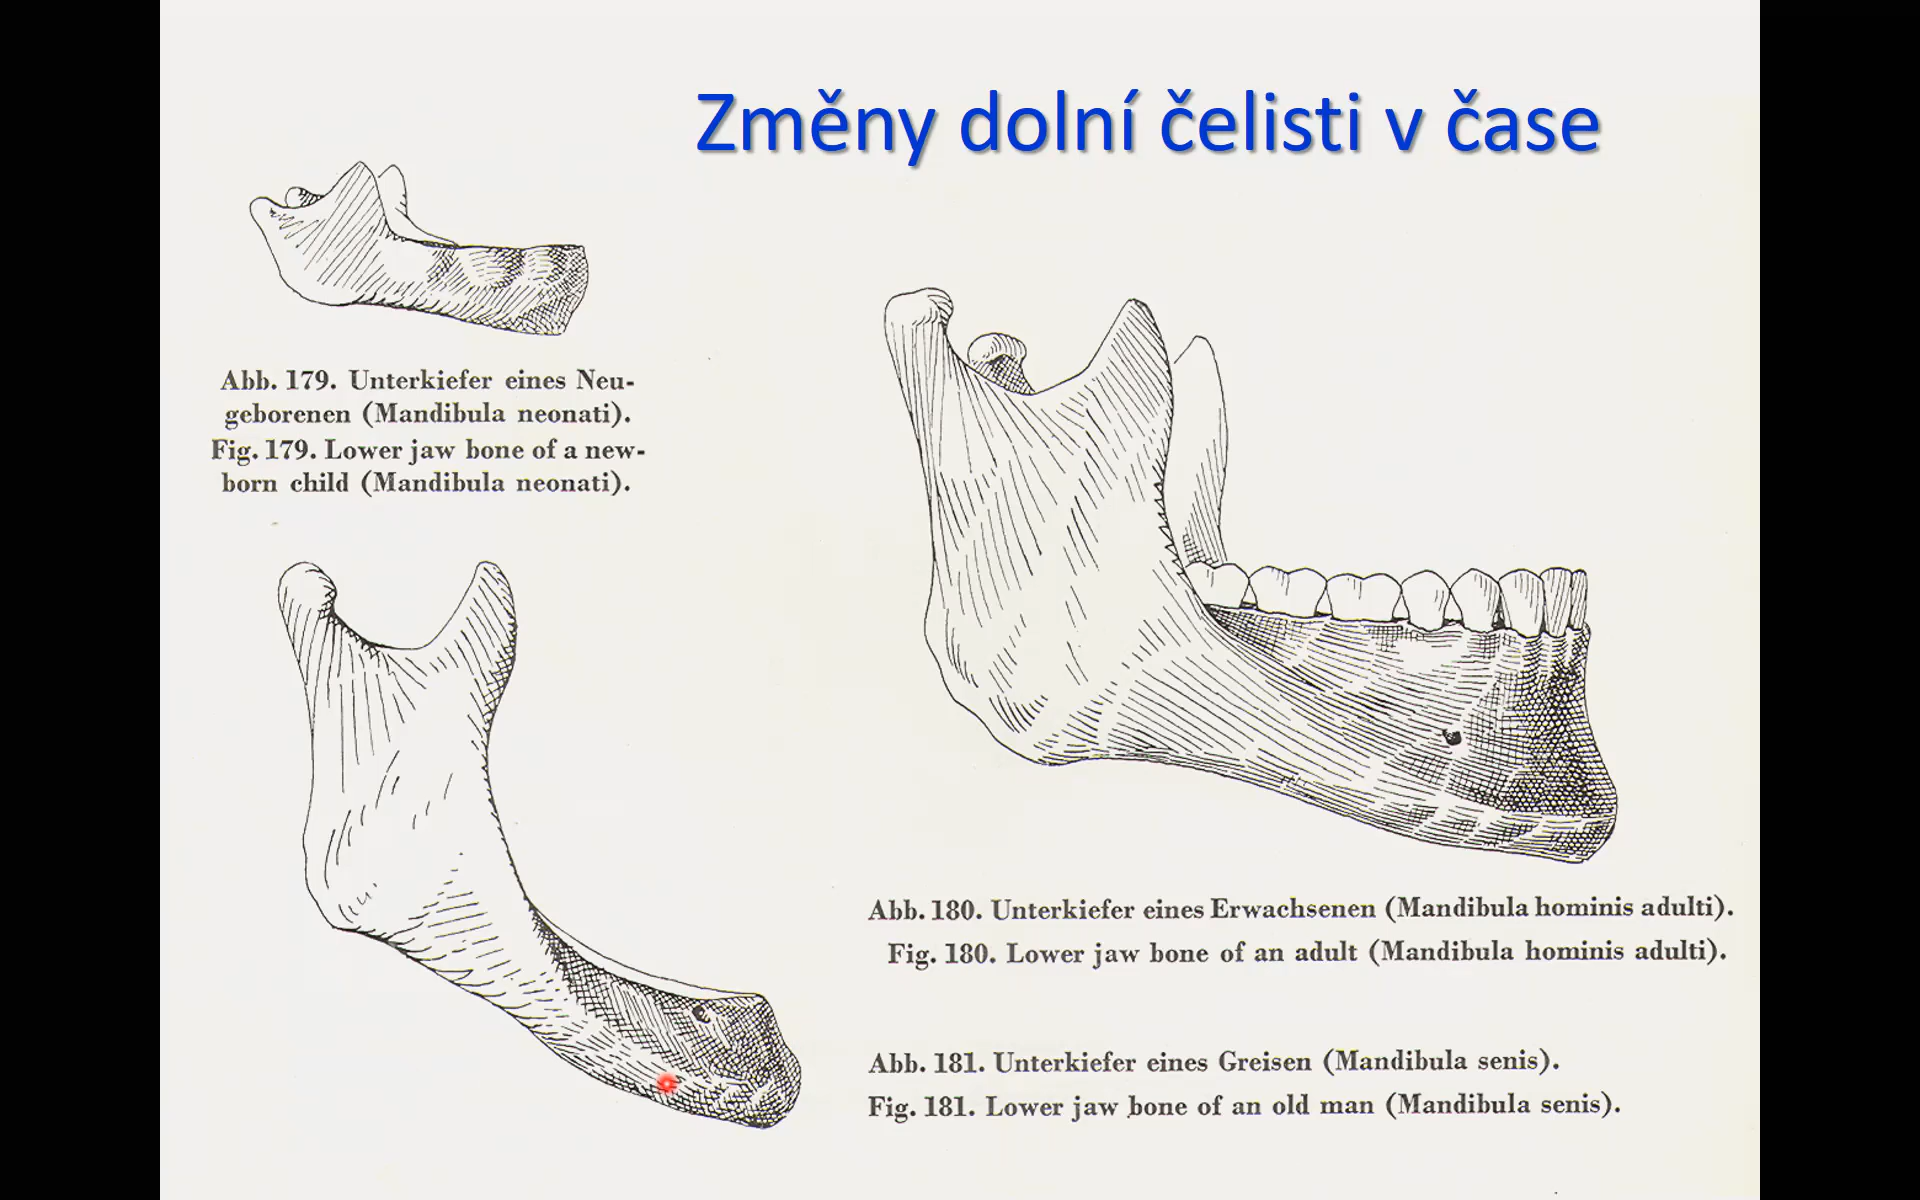 Změny dolní čelisti v čase
Abb. 179. Unterkiefer eines Neu-
geborenen (Mandibula neonati).
Fig. 179. Lower jaw bone of a new-
born child (Mandibula neonati).
Abb. 180. Unterkiefer eines Erwachsenen (Mandibula hominis adulti).
Fig. 180. Lower jaw bone of an adult (Mandibula hominis adulti).
Abb. 181. Unterkiefer eines Greisen (Mandibula senis).
Fig. 181. Lower jaw bone of an old man (Mandibula senis).